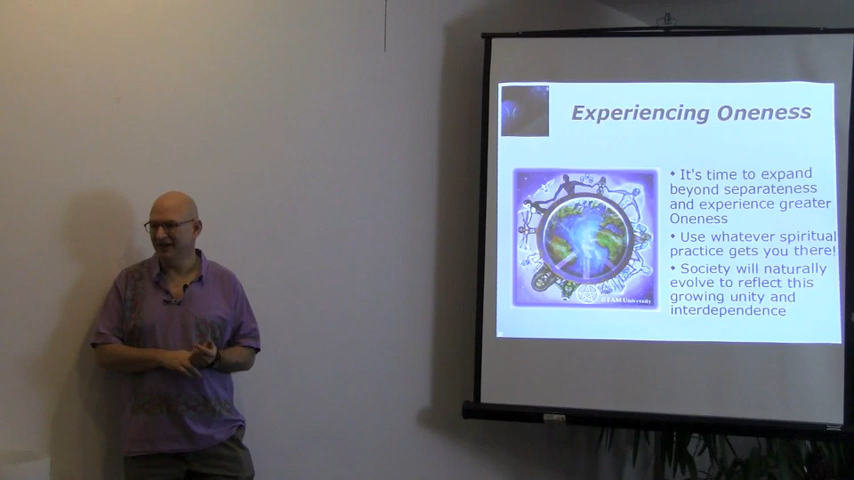 Experiencing Oneness
• It's time to expand
beyond separateness
and experience greater
Oneness
• Use whatever spiritual
practice gets you there!
• Society will naturally
evolve to reflect this
growing unity and
interdependence
University